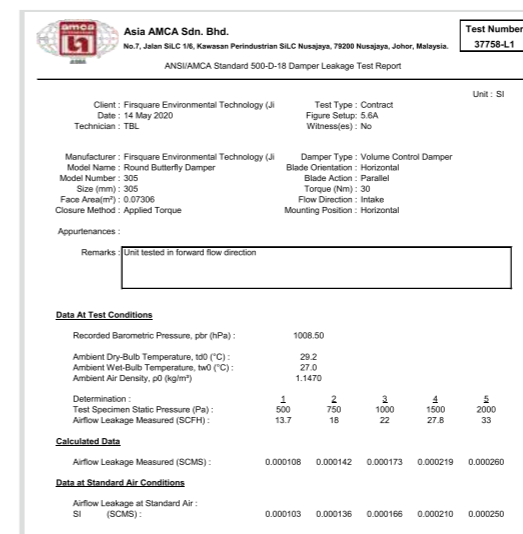 amca
ASIA
Asia AMCA Sdn. Bhd.
No.7, Jalan SiLC 1/6, Kawasan Perindustrian SiLC Nusajaya, 79200 Nusajaya, Johor, Malaysia.
Test Number
37758-L1
ANSI/AMCA Standard 500-D-18 Damper Leakage Test Report
Unit : SI
Client : Firsquare Environmental Technology (Ji Test Type : Contract
Date : 14 May 2020 Figure Setup: 5.6A
Technician : TBL Witness(es) : No
Manufacturer : Firsquare Environmental Technology (Ji Damper Type : Volume Control Damper
Model Name : Round Butterfly Damper Blade Orientation : Horizontal
Model Number : 305 Blade Action : Parallel
Size (mm) : 305 Torque (Nm) : 30
Face Area(m²) : 0.07306 Flow Direction : Intake
Closure Method : Applied Torque Mounting Position : Horizontal
Appurtenances :
Remarks : Unit tested in forward flow direction
Data At Test Conditions
Recorded Barometric Pressure, pbr (hPa) : 1008.50
Ambient Dry-Bulb Temperature, td0 (°C) : 29.2
Ambient Wet-Bulb Temperature, tw0 (°C) : 27.0
Ambient Air Density, ρ0 (kg/m³) 1.1470
Determination : 1 2 3 4 5
Test Specimen Static Pressure (Pa) : 500 750 1000 1500 2000
Airflow Leakage Measured (SCFH) : 13.7 18 22 27.8 33
Calculated Data
Airflow Leakage Measured (SCMS) : 0.000108 0.000142 0.000173 0.000219 0.000260
Data at Standard Air Conditions
Airflow Leakage at Standard Air :
SI (SCMS) : 0.000103 0.000136 0.000166 0.000210 0.000250